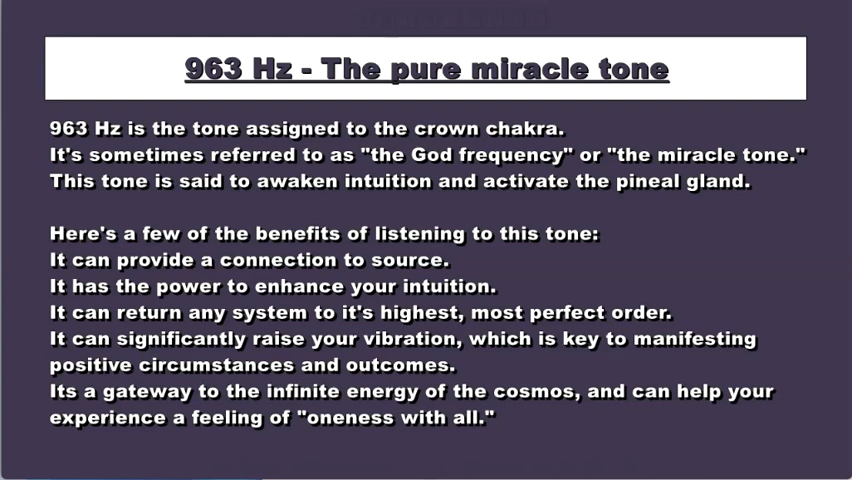 963 Hz - The pure miracle tone
963 Hz is the tone assigned to the crown chakra.
It's sometimes referred to as "the God frequency" or "the miracle tone."
This tone is said to awaken intuition and activate the pineal gland.
Here's a few of the benefits of listening to this tone:
It can provide a connection to source.
It has the power to enhance your intuition.
It can return any system to it's highest, most perfect order.
It can significantly raise your vibration, which is key to manifesting
positive circumstances and outcomes.
Its a gateway to the infinite energy of the cosmos, and can help your
experience a feeling of "oneness with all."